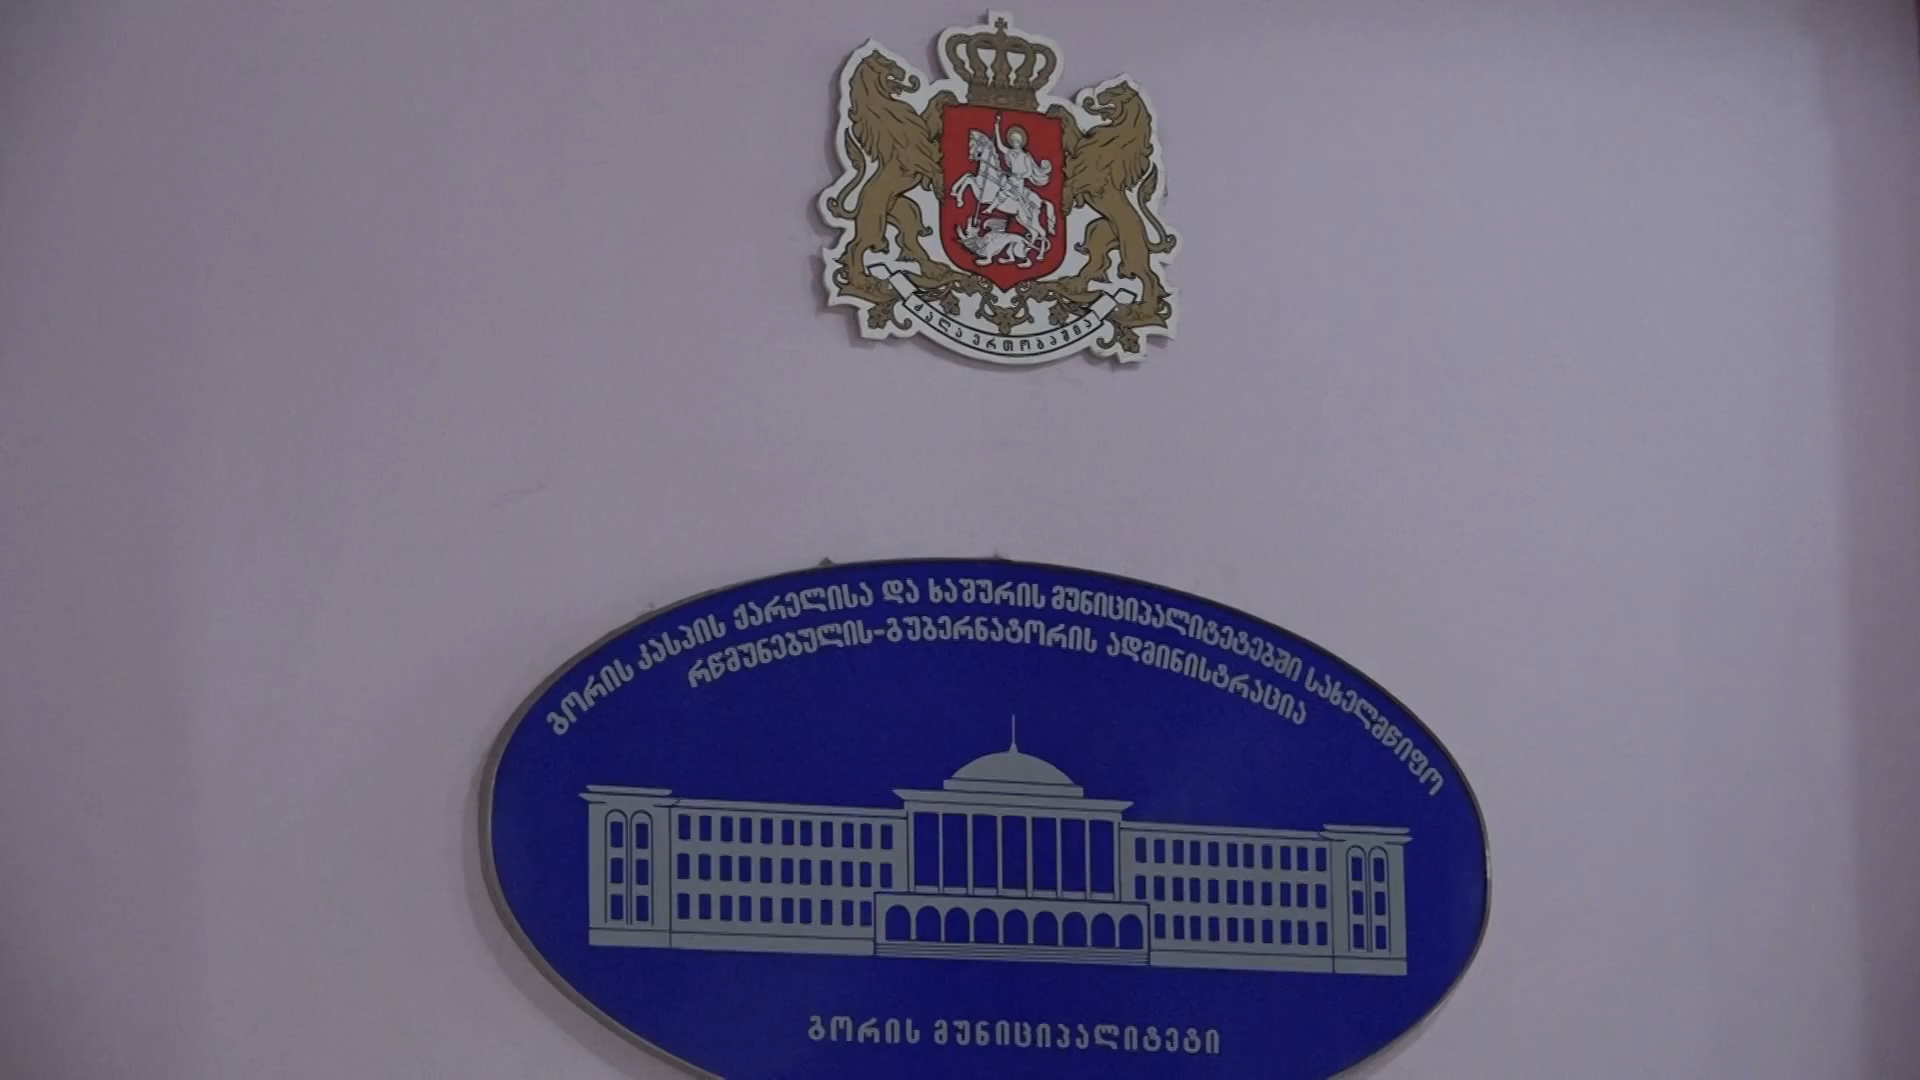 ძალა ერთობაშია
გორის კასპის ქარელისა და ხაშურის მუნიციპალიტეტებში სახელმწიფო
რწმუნებულის-გუბერნატორის ადმინისტრაცია
გორის მუნიციპალიტეტი